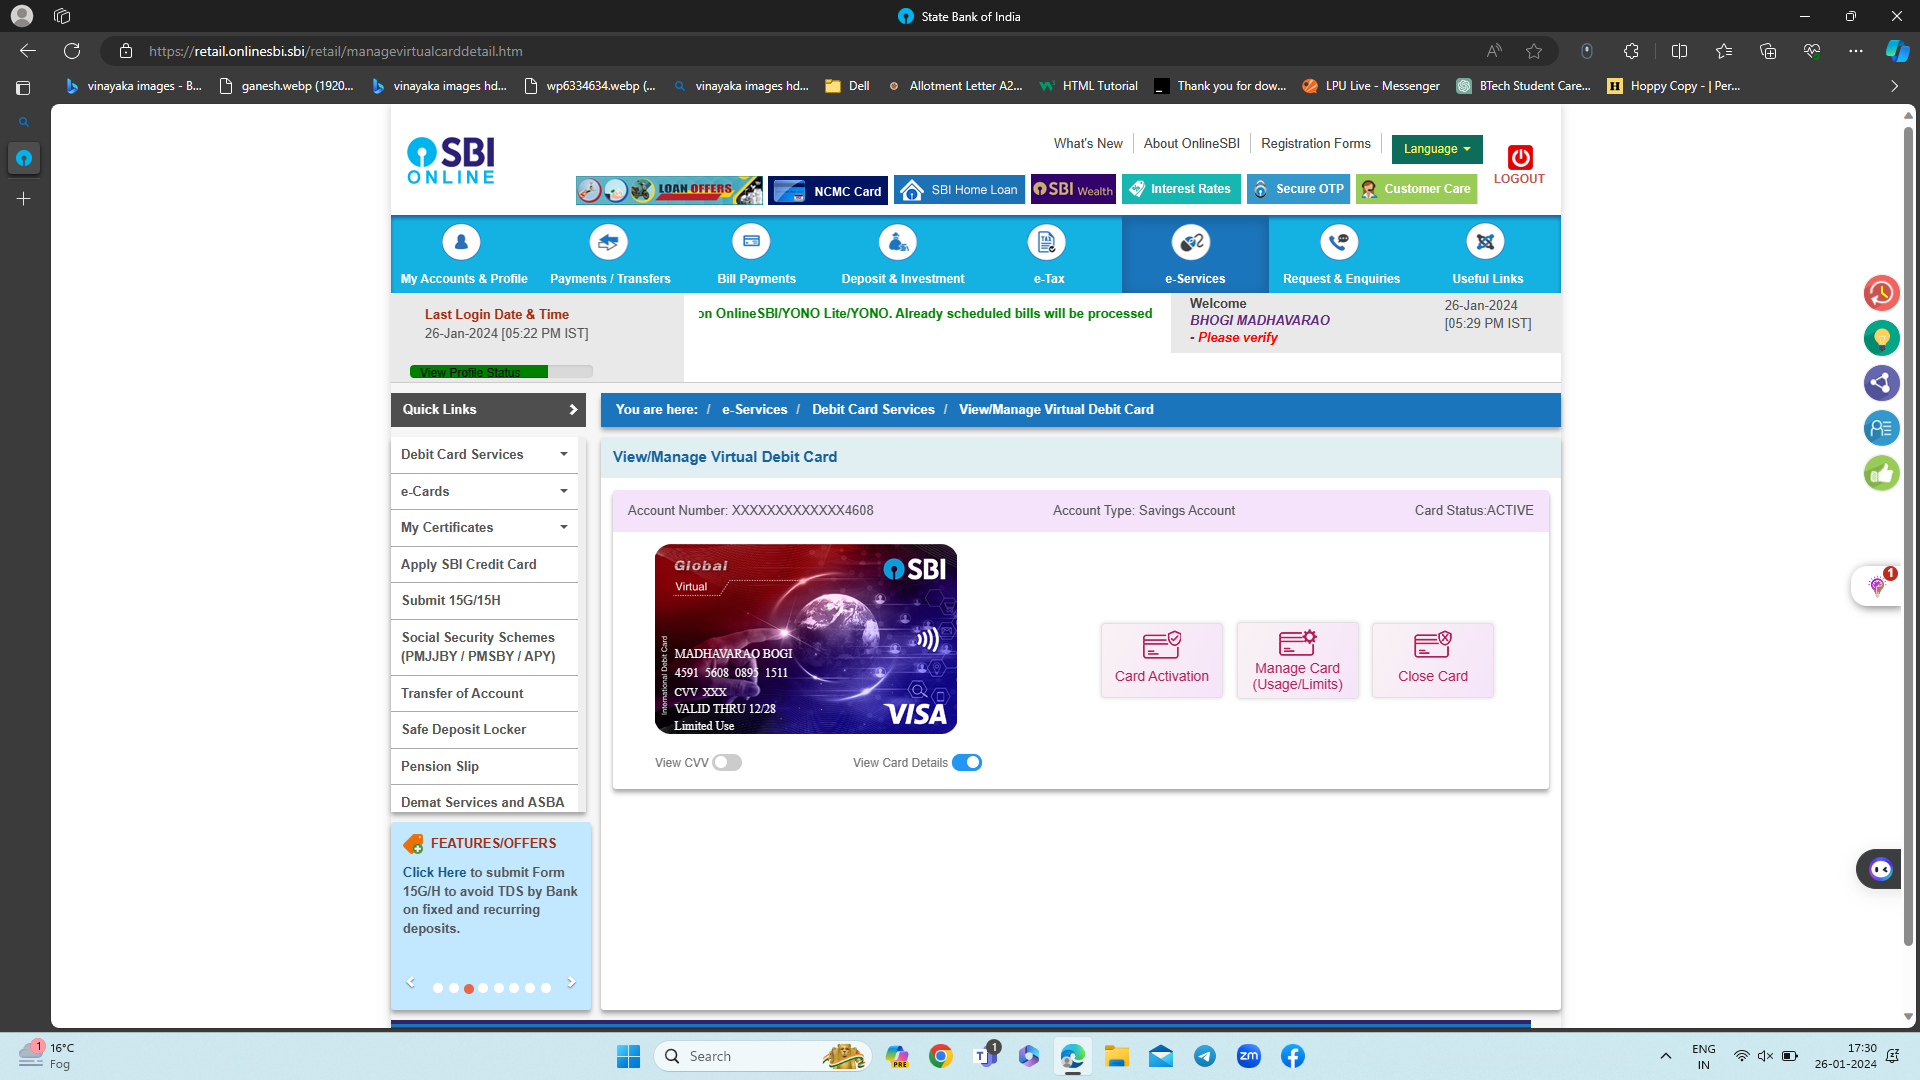 State Bank of India
https://retail.onlinesbi.sbi/retail/managevirtualcarddetail.htm
vinayaka images - B...
ganesh.webp (1920...
vinayaka images hd...
wp6334634.webp (...
vinayaka images hd...
Dell
Allotment Letter A2...
HTML Tutorial
Thank you for dow...
LPU Live - Messenger
BTech Student Care...
Hoppy Copy - | Per...
SBI
ONLINE
What's New
About OnlineSBI
Registration Forms
Language
LOGOUT
LOAN OFFERS
NCMC Card
SBI Home Loan
SBI Wealth
Interest Rates
Secure OTP
Customer Care
My Accounts & Profile
Payments / Transfers
Bill Payments
Deposit & Investment
e-Tax
e-Services
Request & Enquiries
Useful Links
Last Login Date & Time
26-Jan-2024 [05:22 PM IST]
View Profile Status
on OnlineSBI/YONO Lite/YONO. Already scheduled bills will be processed
Welcome
BHOGI MADHAVARAO
- Please verify
26-Jan-2024
[05:29 PM IST]
Quick Links
You are here: / e-Services / Debit Card Services / View/Manage Virtual Debit Card
Debit Card Services
e-Cards
My Certificates
Apply SBI Credit Card
Submit 15G/15H
Social Security Schemes
(PMJJBY / PMSBY / APY)
Transfer of Account
Safe Deposit Locker
Pension Slip
Demat Services and ASBA
View/Manage Virtual Debit Card
Account Number: XXXXXXXXXXXXX4608
Account Type: Savings Account
Card Status:ACTIVE
Global
Virtual
SBI
International Debit Card
MADHAVARAO BOGI
4591 5608 0895 1511
CVV XXX
VALID THRU 12/28
Limited Use
VISA
View CVV
View Card Details
Card Activation
Manage Card
(Usage/Limits)
Close Card
FEATURES/OFFERS
Click Here to submit Form
15G/H to avoid TDS by Bank
on fixed and recurring
deposits.
1
1
16°C
Fog
Search
PRE
1
zm
ENG
IN
17:30
26-01-2024